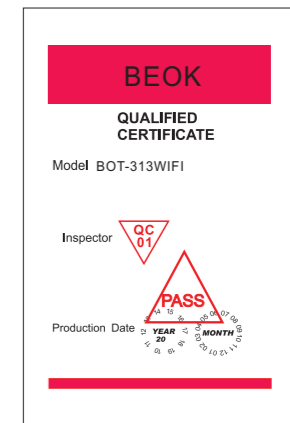 BEOK
QUALIFIED
CERTIFICATE
Model BOT-313WIFI
Inspector
QC
01
PASS
Production Date
YEAR
20
MONTH